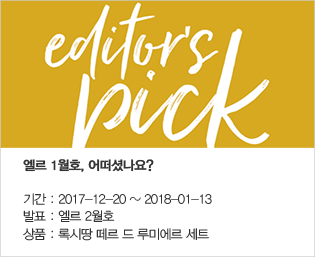 editor's
pick
엘르 1월호, 어떠셨나요?
기간 : 2017-12-20 ~ 2018-01-13
발표 : 엘르 2월호
상품 : 록시땅 떼르 드 루미에르 세트